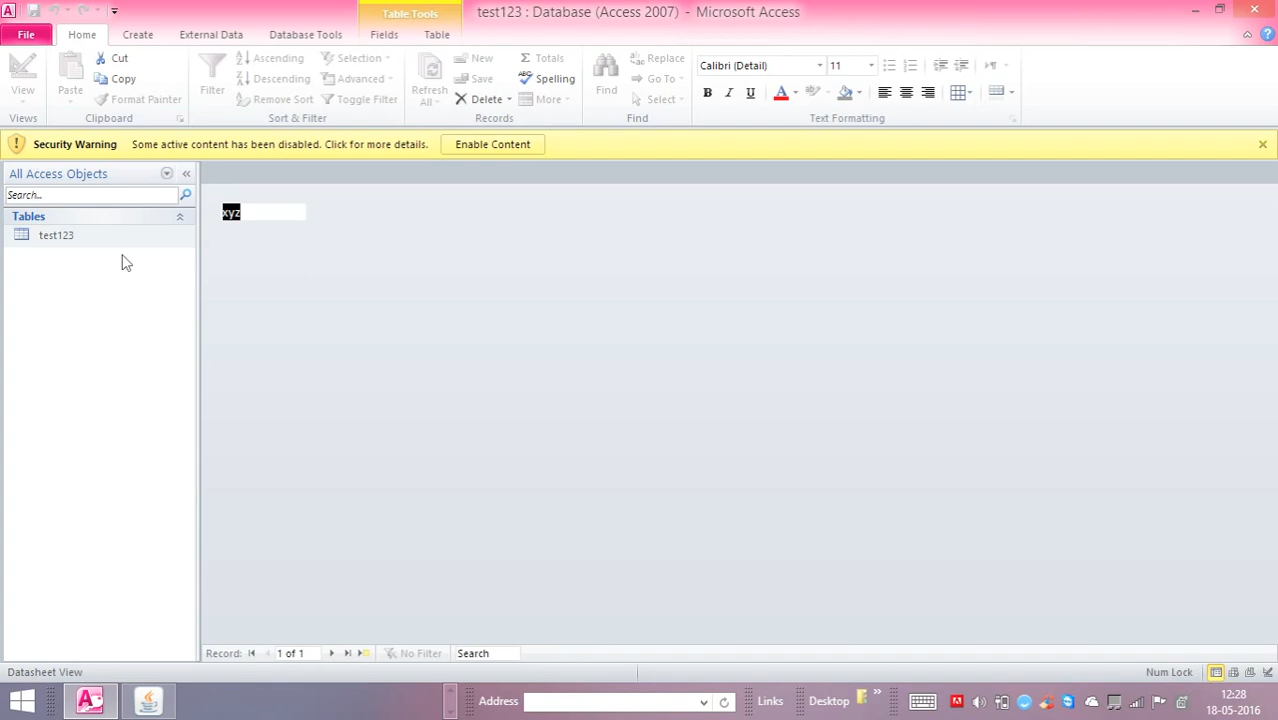 Table Tools
test123 : Database (Access 2007) - Microsoft Access
File Home Create External Data Database Tools Fields Table
View
Views
Paste
Cut
Copy
Format Painter
Clipboard
Filter
Ascending
Descending
Remove Sort
Selection
Advanced
Toggle Filter
Sort & Filter
Refresh
All
New
Save
Delete
Totals
Spelling
More
Records
Find
Replace
Go To
Select
Find
Calibri (Detail) 11
B I U A
Text Formatting
Security Warning Some active content has been disabled. Click for more details. Enable Content
All Access Objects
Search...
Tables
test123
xyz
Record: 1 of 1 No Filter Search
Datasheet View Num Lock
Address Links Desktop
12:28
18-05-2016